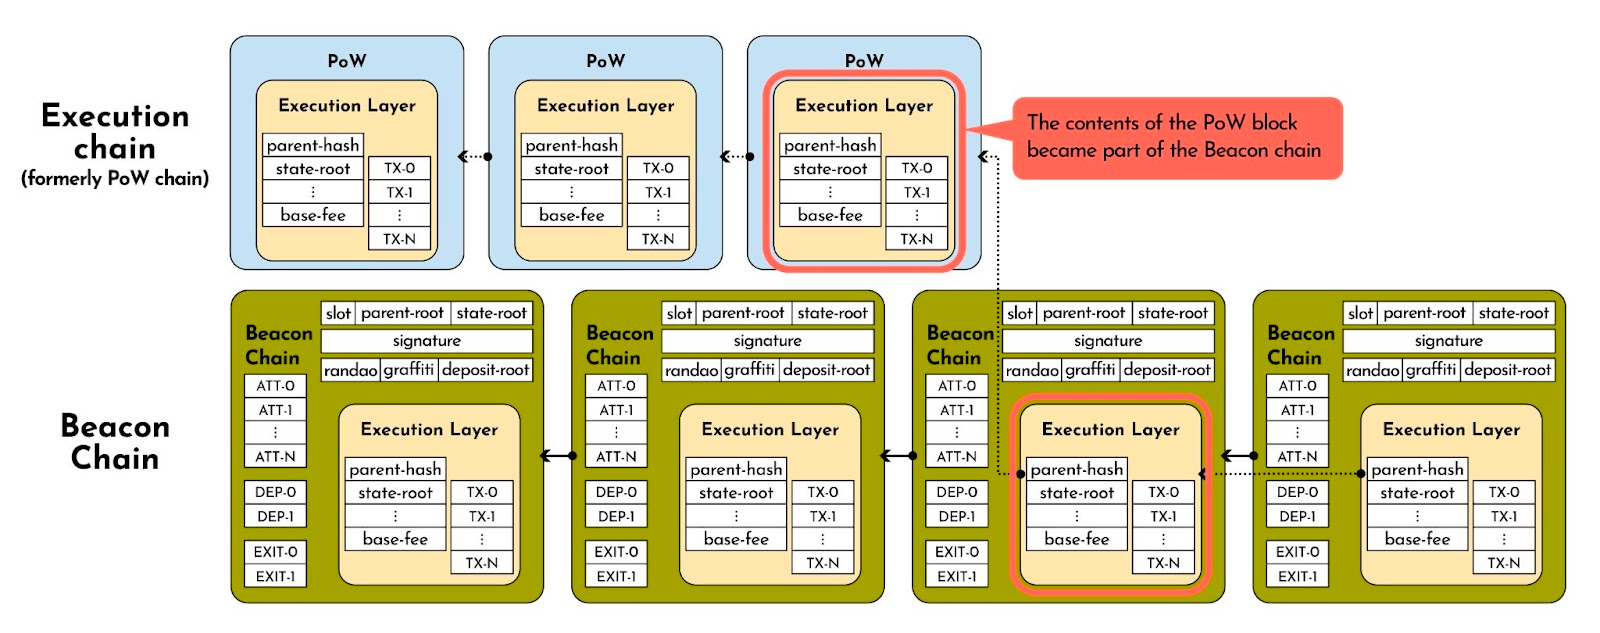 Execution
chain
(formerly PoW chain)
PoW
Execution Layer
parent-hash
state-root
⋮
base-fee
TX-0
TX-1
⋮
TX-N
PoW
Execution Layer
parent-hash
state-root
⋮
base-fee
TX-0
TX-1
⋮
TX-N
PoW
Execution Layer
parent-hash
state-root
⋮
base-fee
TX-0
TX-1
⋮
TX-N
The contents of the PoW block
became part of the Beacon chain
Beacon
Chain
Beacon
Chain
slot parent-root state-root
signature
randao graffiti deposit-root
ATT-0
ATT-1
⋮
ATT-N
DEP-0
DEP-1
EXIT-0
EXIT-1
Execution Layer
parent-hash
state-root
⋮
base-fee
TX-0
TX-1
⋮
TX-N
Beacon
Chain
slot parent-root state-root
signature
randao graffiti deposit-root
ATT-0
ATT-1
⋮
ATT-N
DEP-0
DEP-1
EXIT-0
EXIT-1
Execution Layer
parent-hash
state-root
⋮
base-fee
TX-0
TX-1
⋮
TX-N
Beacon
Chain
slot parent-root state-root
signature
randao graffiti deposit-root
ATT-0
ATT-1
⋮
ATT-N
DEP-0
DEP-1
EXIT-0
EXIT-1
Execution Layer
parent-hash
state-root
⋮
base-fee
TX-0
TX-1
⋮
TX-N
Beacon
Chain
slot parent-root state-root
signature
randao graffiti deposit-root
ATT-0
ATT-1
⋮
ATT-N
DEP-0
DEP-1
EXIT-0
EXIT-1
Execution Layer
parent-hash
state-root
⋮
base-fee
TX-0
TX-1
⋮
TX-N